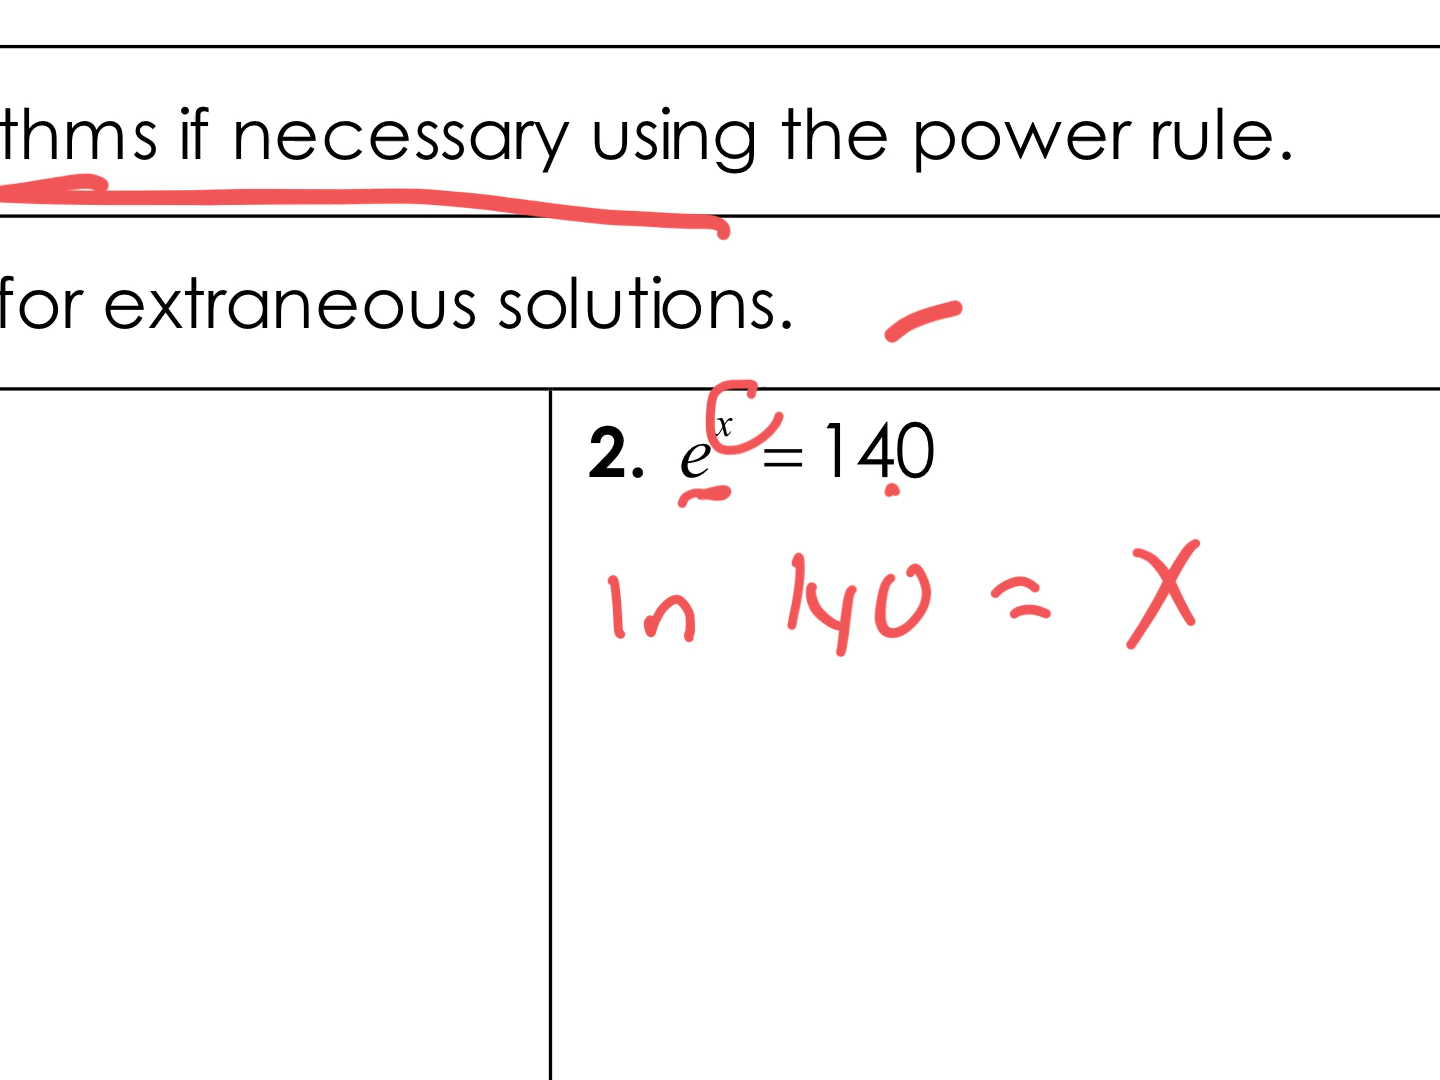 thms if necessary using the power rule.
for extraneous solutions.
2. e^x = 140
ln 140 = x